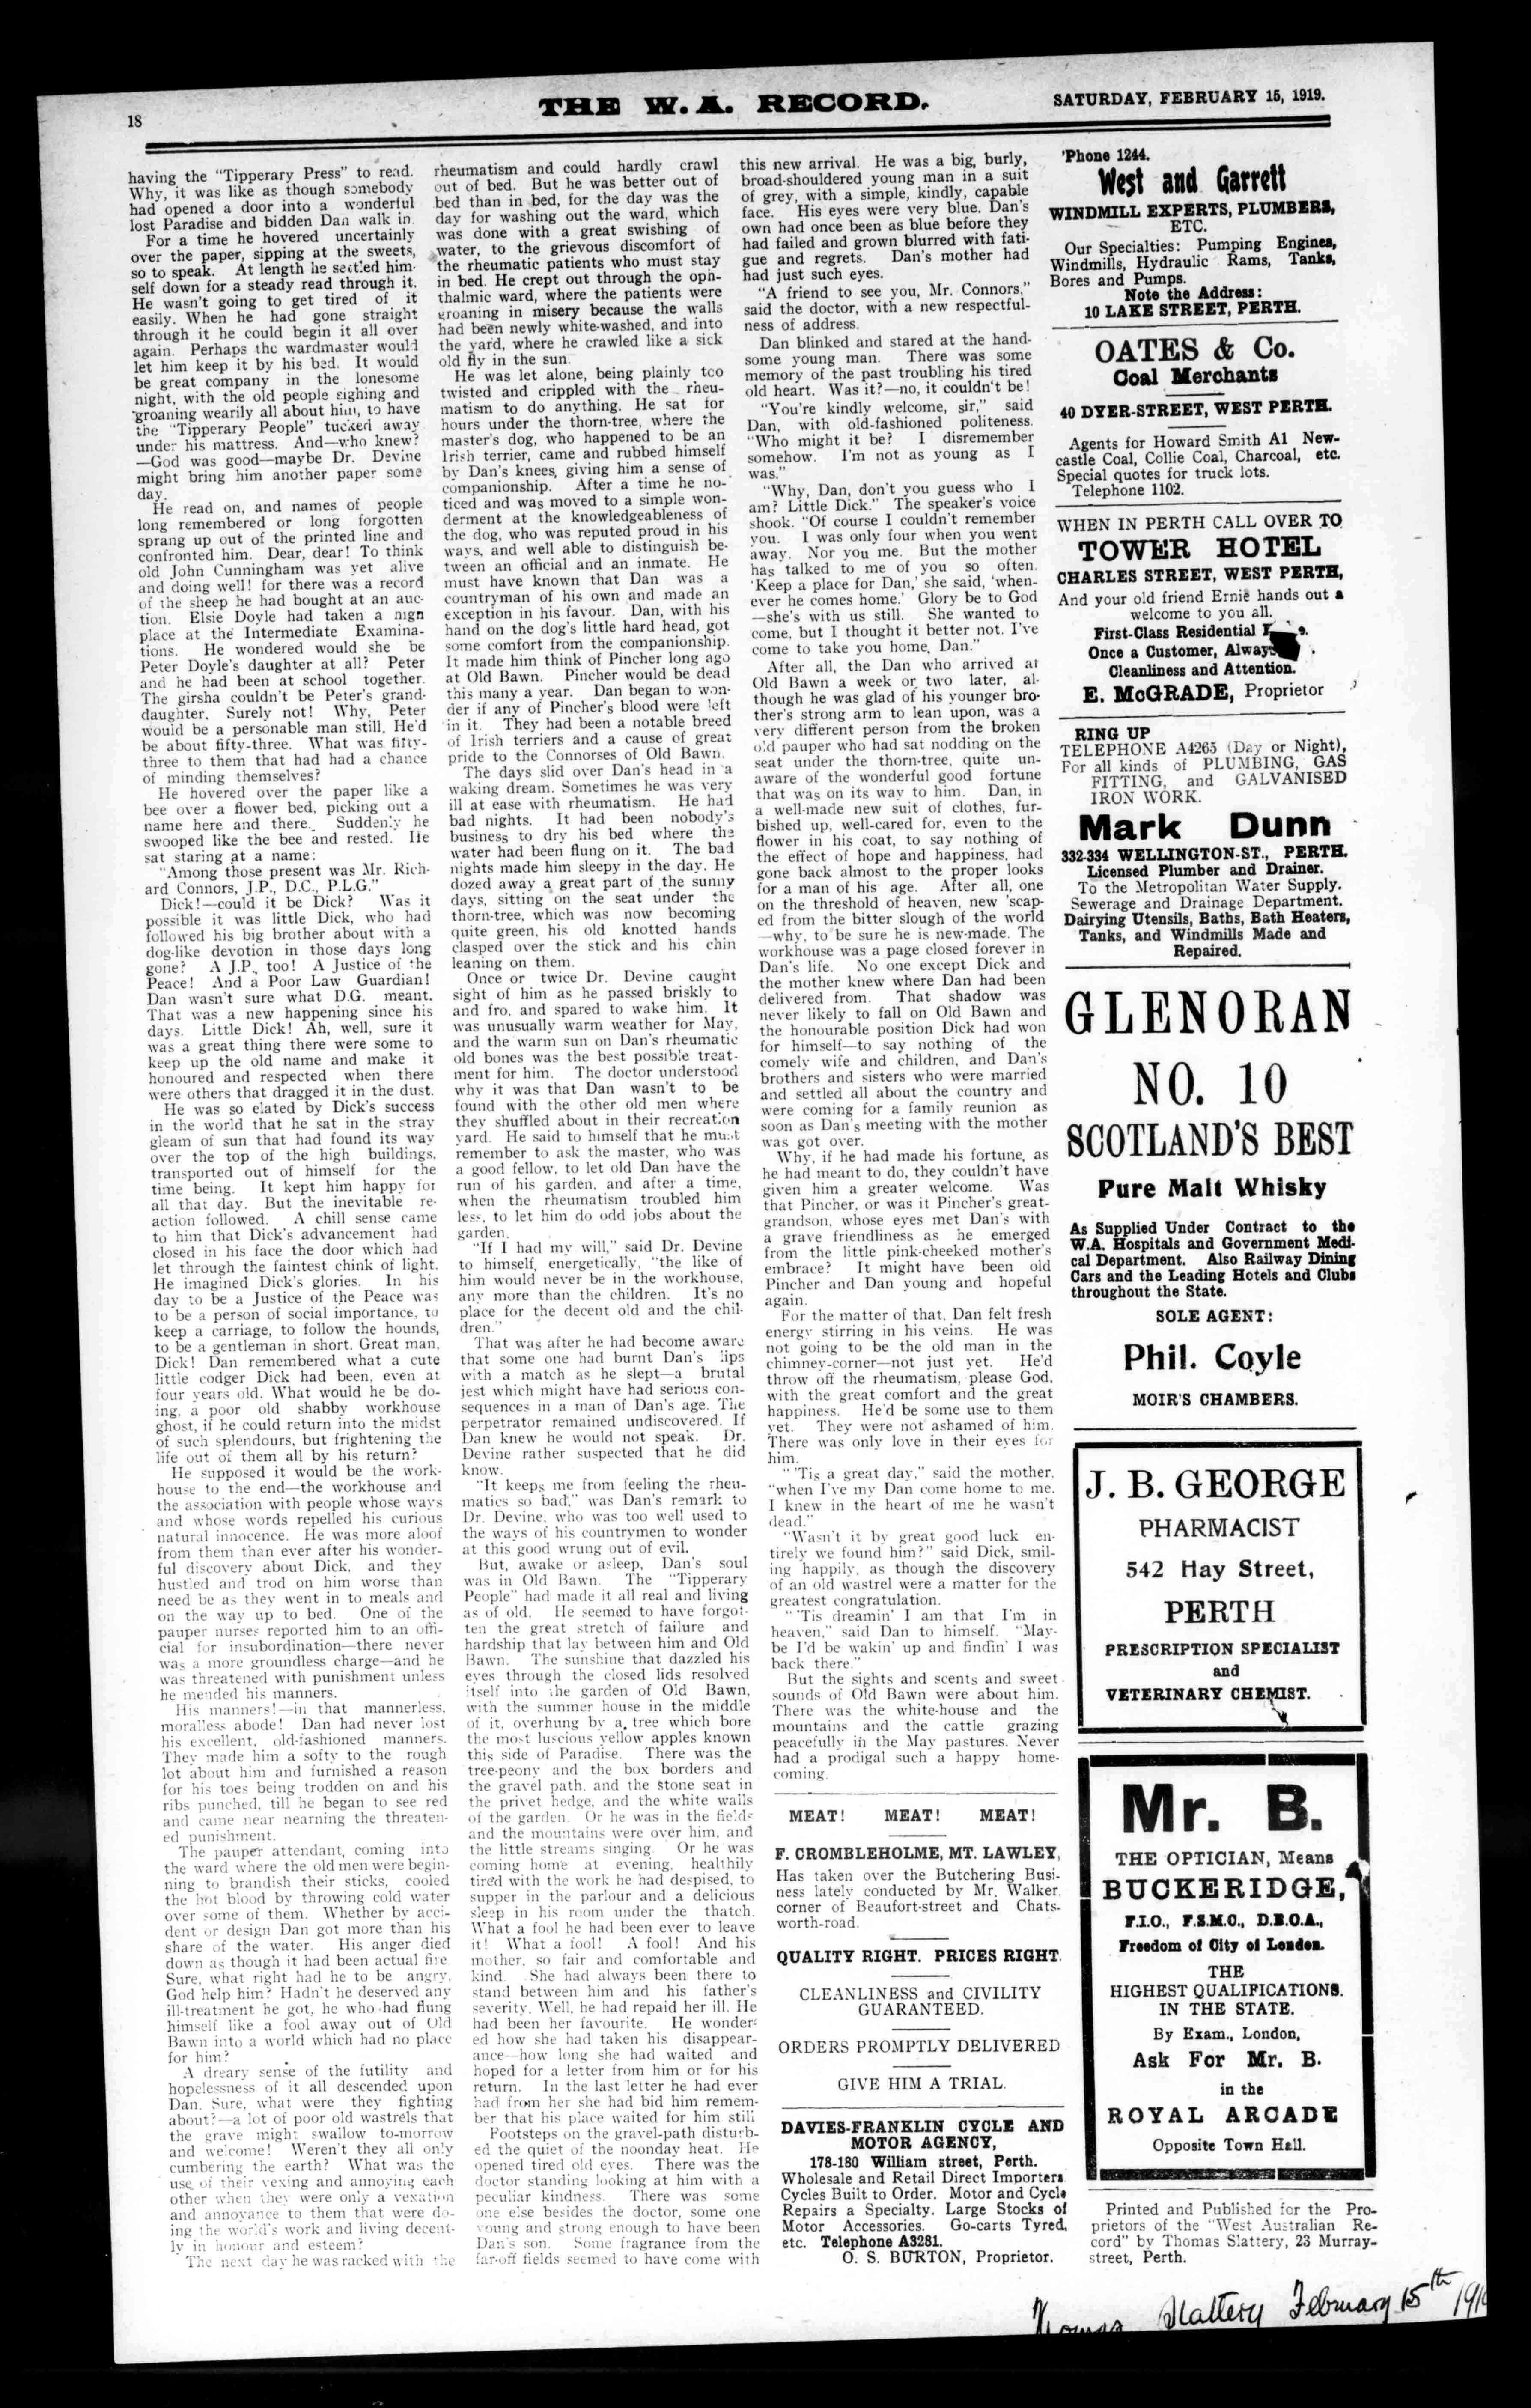 18
THE W. A. RECORD.
SATURDAY, FEBRUARY 15, 1919.
having the "Tipperary Press" to read.
Why, it was like as though somebody
had opened a door into a wonderful
lost Paradise and bidden Dan walk in.
For a time he hovered uncertainly
over the paper, sipping at the sweets,
so to speak. At length he settled him-
self down for a steady read through it.
He wasn't going to get tired of it
easily. When he had gone straight
through it he could begin it all over
again. Perhaps the wardmaster would
let him keep it by his bed. It would
be great company in the lonesome
night, with the old people sighing and
groaning wearily all about him, to have
the "Tipperary People" tucked away
under his mattress. And—who knew?
—God was good—maybe Dr. Devine
might bring him another paper some
day.
He read on, and names of people
long remembered or long forgotten
sprang up out of the printed line and
confronted him. Dear, dear! To think
old John Cunningham was yet alive
and doing well! for there was a record
of the sheep he had bought at an auc-
tion. Elsie Doyle had taken a nign
place at the Intermediate Examina-
tions. He wondered would she be
Peter Doyle's daughter at all? Peter
and he had been at school together.
The girsha couldn't be Peter's grand-
daughter. Surely not! Why, Peter
would be a personable man still. He'd
be about fifty-three. What was fifty-
three to them that had had a chance
of minding themselves?
He hovered over the paper like a
bee over a flower bed, picking out a
name here and there. Suddenly he
swooped like the bee and rested. He
sat staring at a name:
"Among those present was Mr. Rich-
ard Connors, J.P., D.C., P.L.G."
Dick!—could it be Dick? Was it
possible it was little Dick, who had
followed his big brother about with a
dog-like devotion in those days long
gone? A J.P., too! A Justice of the
Peace! And a Poor Law Guardian!
Dan wasn't sure what D.G. meant.
That was a new happening since his
days. Little Dick! Ah, well, sure it
was a great thing there were some to
keep up the old name and make it
honoured and respected when there
were others that dragged it in the dust.
He was so elated by Dick's success
in the world that he sat in the stray
gleam of sun that had found its way
over the top of the high buildings,
transported out of himself for the
time being. It kept him happy for
all that day. But the inevitable re-
action followed. A chill sense came
to him that Dick's advancement had
closed in his face the door which had
let through the faintest chink of light.
He imagined Dick's glories. In his
day to be a Justice of the Peace was
to be a person of social importance, to
keep a carriage, to follow the hounds,
to be a gentleman in short. Great man,
Dick! Dan remembered what a cute
little codger Dick had been, even at
four years old. What would he be do-
ing, a poor old shabby workhouse
ghost, if he could return into the midst
of such splendours, but frightening the
life out of them all by his return?
He supposed it would be the work-
house to the end—the workhouse and
the association with people whose ways
and whose words repelled his curious
natural innocence. He was more aloof
from them than ever after his wonder-
ful discovery about Dick, and they
hustled and trod on him worse than
need be as they went in to meals and
on the way up to bed. One of the
pauper nurses reported him to an offi-
cial for insubordination—there never
was a more groundless charge—and he
was threatened with punishment unless
he mended his manners.
His manners!—in that mannerless,
moralless abode! Dan had never lost
his excellent, old-fashioned manners.
They made him a softy to the rough
lot about him and furnished a reason
for his toes being trodden on and his
ribs punched, till he began to see red
and came near nearning the threaten-
ed punishment.
The pauper attendant, coming into
the ward where the old men were begin-
ning to brandish their sticks, cooled
the hot blood by throwing cold water
over some of them. Whether by acci-
dent or design Dan got more than his
share of the water. His anger died
down as though it had been actual fire.
Sure, what right had he to be angry,
God help him? Hadn't he deserved any
ill-treatment he got, he who had flung
himself like a fool away out of Old
Bawn into a world which had no place
for him?
A dreary sense of the futility and
hopelessness of it all descended upon
Dan. Sure, what were they fighting
about?—a lot of poor old wastrels that
the grave might swallow to-morrow
and welcome! Weren't they all only
cumbering the earth? What was the
use of their vexing and annoying each
other when they were only a vexation
and annoyance to them that were do-
ing the world's work and living decent-
ly in honour and esteem?
The next day he was racked with the
rheumatism and could hardly crawl
out of bed. But he was better out of
bed than in bed, for the day was the
day for washing out the ward, which
was done with a great swishing of
water, to the grievous discomfort of
the rheumatic patients who must stay
in bed. He crept out through the oph-
thalmic ward, where the patients were
groaning in misery because the walls
had been newly white-washed, and into
the yard, where he crawled like a sick
old fly in the sun.
He was let alone, being plainly too
twisted and crippled with the rheu-
matism to do anything. He sat for
hours under the thorn-tree, where the
master's dog, who happened to be an
Irish terrier, came and rubbed himself
by Dan's knees, giving him a sense of
companionship. After a time he no-
ticed and was moved to a simple won-
derment at the knowledgeableness of
the dog, who was reputed proud in his
ways, and well able to distinguish be-
tween an official and an inmate. He
must have known that Dan was a
countryman of his own and made an
exception in his favour. Dan, with his
hand on the dog's little hard head, got
some comfort from the companionship.
It made him think of Pincher long ago
at Old Bawn. Pincher would be dead
this many a year. Dan began to won-
der if any of Pincher's blood were left
in it. They had been a notable breed
of Irish terriers and a cause of great
pride to the Connorses of Old Bawn.
The days slid over Dan's head in a
waking dream. Sometimes he was very
ill at ease with rheumatism. He had
bad nights. It had been nobody's
business to dry his bed where the
water had been flung on it. The bad
nights made him sleepy in the day. He
dozed away a great part of the sunny
days, sitting on the seat under the
thorn-tree, which was now becoming
quite green, his old knotted hands
clasped over the stick and his chin
leaning on them.
Once or twice Dr. Devine caught
sight of him as he passed briskly to
and fro, and spared to wake him. It
was unusually warm weather for May,
and the warm sun on Dan's rheumatic
old bones was the best possible treat-
ment for him. The doctor understood
why it was that Dan wasn't to be
found with the other old men where
they shuffled about in their recreation
yard. He said to himself that he must
remember to ask the master, who was
a good fellow, to let old Dan have the
run of his garden, and after a time,
when the rheumatism troubled him
less, to let him do odd jobs about the
garden.
"If I had my will," said Dr. Devine
to himself, energetically, "the like of
him would never be in the workhouse,
any more than the children. It's no
place for the decent old and the chil-
dren."
That was after he had become aware
that some one had burnt Dan's lips
with a match as he slept—a brutal
jest which might have had serious con-
sequences in a man of Dan's age. The
perpetrator remained undiscovered. If
Dan knew he would not speak. Dr.
Devine rather suspected that he did
know.
"It keeps me from feeling the rheu-
matics so bad," was Dan's remark to
Dr. Devine, who was too well used to
the ways of his countrymen to wonder
at this good wrung out of evil.
But, awake or asleep, Dan's soul
was in Old Bawn. The "Tipperary
People" had made it all real and living
as of old. He seemed to have forgot-
ten the great stretch of failure and
hardship that lay between him and Old
Bawn. The sunshine that dazzled his
eyes through the closed lids resolved
itself into the garden of Old Bawn,
with the summer house in the middle
of it, overhung by a tree which bore
the most luscious yellow apples known
this side of Paradise. There was the
tree-peony and the box borders and
the gravel path, and the stone seat in
the privet hedge, and the white walls
of the garden. Or he was in the fields
and the mountains were over him, and
the little streams singing. Or he was
coming home at evening, healthily
tired with the work he had despised, to
supper in the parlour and a delicious
sleep in his room under the thatch.
What a fool he had been ever to leave
it! What a fool! A fool! And his
mother, so fair and comfortable and
kind. She had always been there to
stand between him and his father's
severity. Well, he had repaid her ill. He
had been her favourite. He wonder-
ed how she had taken his disappear-
ance—how long she had waited and
hoped for a letter from him or for his
return. In the last letter he had ever
had from her she had bid him remem-
ber that his place waited for him still
Footsteps on the gravel-path disturb-
ed the quiet of the noonday heat. He
opened tired old eyes. There was the
doctor standing looking at him with a
peculiar kindness. There was some
one else besides the doctor, some one
young and strong enough to have been
Dan's son. Some fragrance from the
far-off fields seemed to have come with
this new arrival. He was a big, burly,
broad-shouldered young man in a suit
of grey, with a simple, kindly, capable
face. His eyes were very blue. Dan's
own had once been as blue before they
had failed and grown blurred with fati-
gue and regrets. Dan's mother had
had just such eyes.
"A friend to see you, Mr. Connors,"
said the doctor, with a new respectful-
ness of address.
Dan blinked and stared at the hand-
some young man. There was some
memory of the past troubling his tired
old heart. Was it?—no, it couldn't be!
"You're kindly welcome, sir," said
Dan, with old-fashioned politeness.
"Who might it be? I disremember
somehow. I'm not as young as I
was."
"Why, Dan, don't you guess who I
am? Little Dick." The speaker's voice
shook. "Of course I couldn't remember
you. I was only four when you went
away. Nor you me. But the mother
has talked to me of you so often.
'Keep a place for Dan,' she said, 'when-
ever he comes home.' Glory be to God
—she's with us still. She wanted to
come, but I thought it better not. I've
come to take you home, Dan."
After all, the Dan who arrived at
Old Bawn a week or two later, al-
though he was glad of his younger bro-
ther's strong arm to lean upon, was a
very different person from the broken
old pauper who had sat nodding on the
seat under the thorn-tree, quite un-
aware of the wonderful good fortune
that was on its way to him. Dan, in
a well-made new suit of clothes, fur-
bished up, well-cared for, even to the
flower in his coat, to say nothing of
the effect of hope and happiness, had
gone back almost to the proper looks
for a man of his age. After all, one
on the threshold of heaven, new 'scap-
ed from the bitter slough of the world
—why, to be sure he is new-made. The
workhouse was a page closed forever in
Dan's life. No one except Dick and
the mother knew where Dan had been
delivered from. That shadow was
never likely to fall on Old Bawn and
the honourable position Dick had won
for himself—to say nothing of the
comely wife and children, and Dan's
brothers and sisters who were married
and settled all about the country and
were coming for a family reunion as
soon as Dan's meeting with the mother
was got over.
Why, if he had made his fortune, as
he had meant to do, they couldn't have
given him a greater welcome. Was
that Pincher, or was it Pincher's great-
grandson, whose eyes met Dan's with
a grave friendliness as he emerged
from the little pink-cheeked mother's
embrace? It might have been old
Pincher and Dan young and hopeful
again.
For the matter of that, Dan felt fresh
energy stirring in his veins. He was
not going to be the old man in the
chimney-corner—not just yet. He'd
throw off the rheumatism, please God,
with the great comfort and the great
happiness. He'd be some use to them
yet. They were not ashamed of him.
There was only love in their eyes for
him.
"'Tis a great day," said the mother,
"when I've my Dan come home to me.
I knew in the heart of me he wasn't
dead."
"Wasn't it by great good luck en-
tirely we found him?" said Dick, smil-
ing happily, as though the discovery
of an old wastrel were a matter for the
greatest congratulation.
"'Tis dreamin' I am that I'm in
heaven," said Dan to himself. "May-
be I'd be wakin' up and findin' I was
back there."
But the sights and scents and sweet
sounds of Old Bawn were about him.
There was the white-house and the
mountains and the cattle grazing
peacefully in the May pastures. Never
had a prodigal such a happy home-
coming.
MEAT! MEAT! MEAT!
F. CROMBLEHOLME, MT. LAWLEY,
Has taken over the Butchering Busi-
ness lately conducted by Mr. Walker,
corner of Beaufort-street and Chats-
worth-road.
QUALITY RIGHT. PRICES RIGHT.
CLEANLINESS and CIVILITY
GUARANTEED.
ORDERS PROMPTLY DELIVERED
GIVE HIM A TRIAL.
DAVIES-FRANKLIN CYCLE AND
MOTOR AGENCY,
178-180 William street, Perth.
Wholesale and Retail Direct Importers
Cycles Built to Order. Motor and Cycle
Repairs a Specialty. Large Stocks of
Motor Accessories. Go-carts Tyred,
etc. Telephone A3281.
O. S. BURTON, Proprietor.
'Phone 1244.
West and Garrett
WINDMILL EXPERTS, PLUMBERS,
ETC.
Our Specialties: Pumping Engines,
Windmills, Hydraulic Rams, Tanks,
Bores and Pumps.
Note the Address:
10 LAKE STREET, PERTH.
OATES & Co.
Coal Merchants
40 DYER-STREET, WEST PERTH.
Agents for Howard Smith A1 New-
castle Coal, Collie Coal, Charcoal, etc.
Special quotes for truck lots.
Telephone 1102.
WHEN IN PERTH CALL OVER TO
TOWER HOTEL
CHARLES STREET, WEST PERTH,
And your old friend Ernie hands out a
welcome to you all.
First-Class Residential
Once a Customer, Always
Cleanliness and Attention.
E. McGRADE, Proprietor
RING UP
TELEPHONE A4265 (Day or Night),
For all kinds of PLUMBING, GAS
FITTING, and GALVANISED
IRON WORK.
Mark Dunn
332-334 WELLINGTON-ST., PERTH.
Licensed Plumber and Drainer.
To the Metropolitan Water Supply.
Sewerage and Drainage Department.
Dairying Utensils, Baths, Bath Heaters,
Tanks, and Windmills Made and
Repaired.
GLENORAN
NO. 10
SCOTLAND'S BEST
Pure Malt Whisky
As Supplied Under Contract to the
W.A. Hospitals and Government Medi-
cal Department. Also Railway Dining
Cars and the Leading Hotels and Clubs
throughout the State.
SOLE AGENT:
Phil. Coyle
MOIR'S CHAMBERS.
J. B. GEORGE
PHARMACIST
542 Hay Street,
PERTH
PRESCRIPTION SPECIALIST
and
VETERINARY CHEMIST.
Mr. B.
THE OPTICIAN, Means
BUCKERIDGE,
F.I.O., F.S.M.C., D.B.O.A.,
Freedom of City of London.
THE
HIGHEST QUALIFICATIONS.
IN THE STATE.
By Exam., London,
Ask For Mr. B.
in the
ROYAL ARCADE
Opposite Town Hall.
Printed and Published for the Pro-
prietors of the "West Australian Re-
cord" by Thomas Slattery, 23 Murray-
street, Perth.
Thomas Slattery February 15th 1919